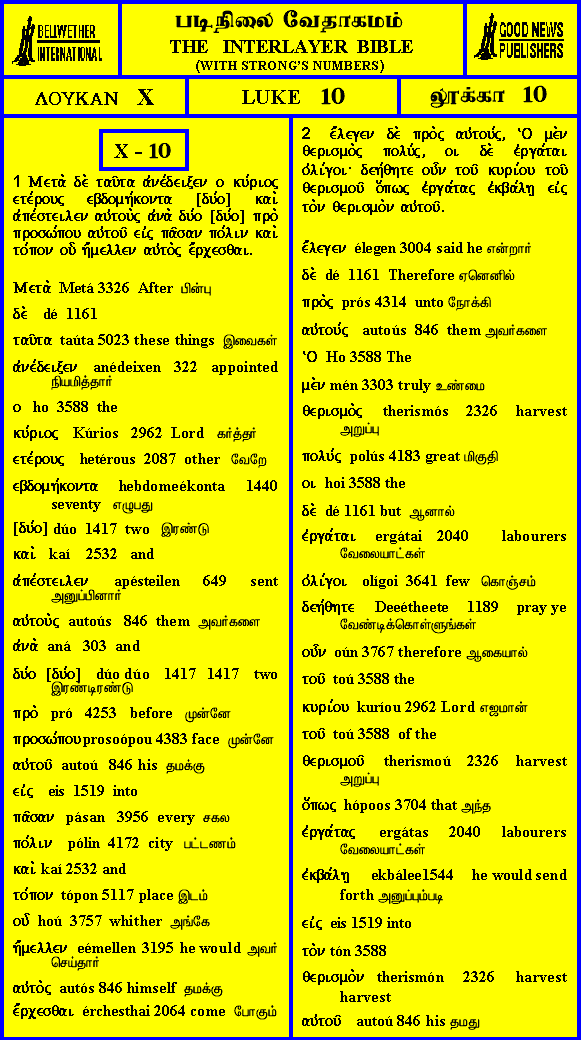 BELLWETHER
INTERNATIONAL
படிநிலை வேதாகமம்
THE INTERLAYER BIBLE
(WITH STRONG'S NUMBERS)
GOOD NEWS
PUBLISHERS
ΛΟΥΚΑΝ X
LUKE 10
லூக்கா 10
X - 10
1 Μετὰ δὲ ταῦτα ἀνέδειξεν ο κύριος
ετέρους εβδομήκοντα [δύο] καὶ
ἀπέστειλεν αὐτοὺς ἀνὰ δύο [δύο] πρὸ
προσώπου αὐτοῦ εἰς πᾶσαν πόλιν καὶ
τόπον οὗ ἤμελλεν αὐτὸς ἔρχεσθαι.
Μετὰ Metá 3326 After பின்பு
δὲ dé 1161
ταῦτα taúta 5023 these things இவைகள்
ἀνέδειξεν anédeixen 322 appointed
நியமித்தார்
ο ho 3588 the
κύριος Kúrios 2962 Lord கர்த்தர்
ετέρους hetérous 2087 other வேறே
εβδομήκοντα hebdomeékonta 1440
seventy எழுபது
[δύο] dúo 1417 two இரண்டு
καὶ kaí 2532 and
ἀπέστειλεν apésteilen 649 sent
அனுப்பினார்
αὐτοὺς autoús 846 them அவர்களை
ἀνὰ aná 303 and
δύο [δύο] dúo dúo 1417 1417 two
இரண்டிரண்டு
πρὸ pró 4253 before முன்னே
προσώπου prosoópou 4383 face முன்னே
αὐτοῦ autoú 846 his தமக்கு
εἰς eis 1519 into
πᾶσαν pásan 3956 every சகல
πόλιν pólin 4172 city பட்டணம்
καὶ kaí 2532 and
τόπον tópon 5117 place இடம்
οὗ hoú 3757 whither அங்கே
ἤμελλεν eémellen 3195 he would அவர்
செய்தார்
αὐτὸς autós 846 himself தமக்கு
ἔρχεσθαι érchesthai 2064 come போகும்
2 ἔλεγεν δὲ πρὸς αὐτούς, Ὁ μὲν
θερισμὸς πολύς, οι δὲ ἐργάται
ὀλίγοι· δεήθητε οὖν τοῦ κυρίου τοῦ
θερισμοῦ ὅπως ἐργάτας ἐκβάλῃ εἰς
τὸν θερισμὸν αὐτοῦ.
ἔλεγεν élegen 3004 said he என்றார்
δὲ dé 1161 Therefore ஏனெனில்
πρὸς prós 4314 unto நோக்கி
αὐτούς autoús 846 them அவர்களை
Ὁ Ho 3588 The
μὲν mén 3303 truly உண்மை
θερισμὸς therismós 2326 harvest
அறுப்பு
πολύς polús 4183 great மிகுதி
οι hoi 3588 the
δὲ dé 1161 but ஆனால்
ἐργάται ergátai 2040 labourers
வேலையாட்கள்
ὀλίγοι olígoi 3641 few கொஞ்சம்
δεήθητε Deeétheete 1189 pray ye
வேண்டிக்கொள்ளுங்கள்
οὖν oún 3767 therefore ஆகையால்
τοῦ toú 3588 the
κυρίου kuríou 2962 Lord எஜமான்
τοῦ toú 3588 of the
θερισμοῦ therismoú 2326 harvest
அறுப்பு
ὅπως hópoos 3704 that அந்த
ἐργάτας ergátas 2040 labourers
வேலையாட்கள்
ἐκβάλῃ ekbálee1544 he would send
forth அனுப்பும்படி
εἰς eis 1519 into
τὸν tón 3588
θερισμὸν therismón 2326 harvest
harvest
αὐτοῦ autoú 846 his தமது